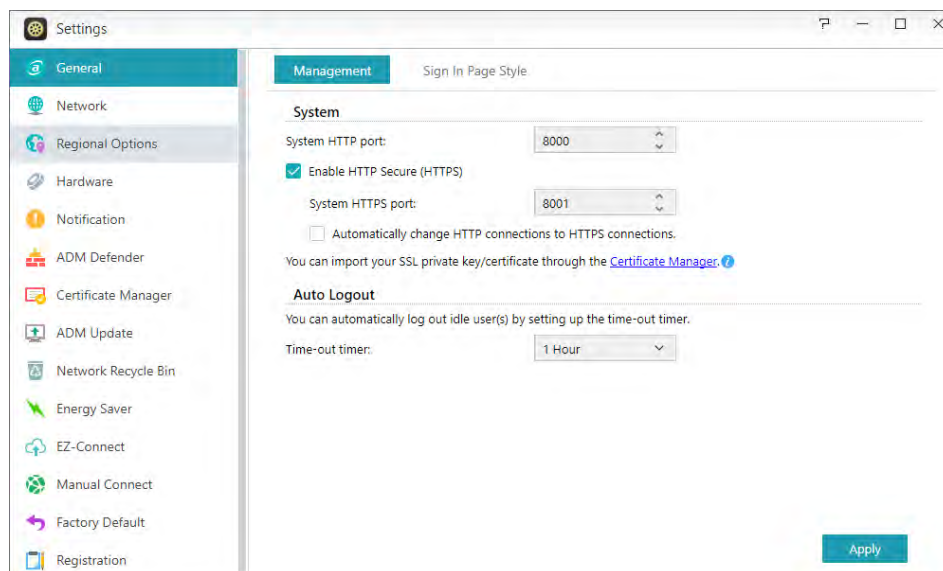 Settings
General
Network
Regional Options
Hardware
Notification
ADM Defender
Certificate Manager
ADM Update
Network Recycle Bin
Energy Saver
EZ-Connect
Manual Connect
Factory Default
Registration
Management Sign In Page Style
System
System HTTP port: 8000
Enable HTTP Secure (HTTPS)
System HTTPS port: 8001
Automatically change HTTP connections to HTTPS connections.
You can import your SSL private key/certificate through the Certificate Manager.
Auto Logout
You can automatically log out idle user(s) by setting up the time-out timer.
Time-out timer: 1 Hour
Apply